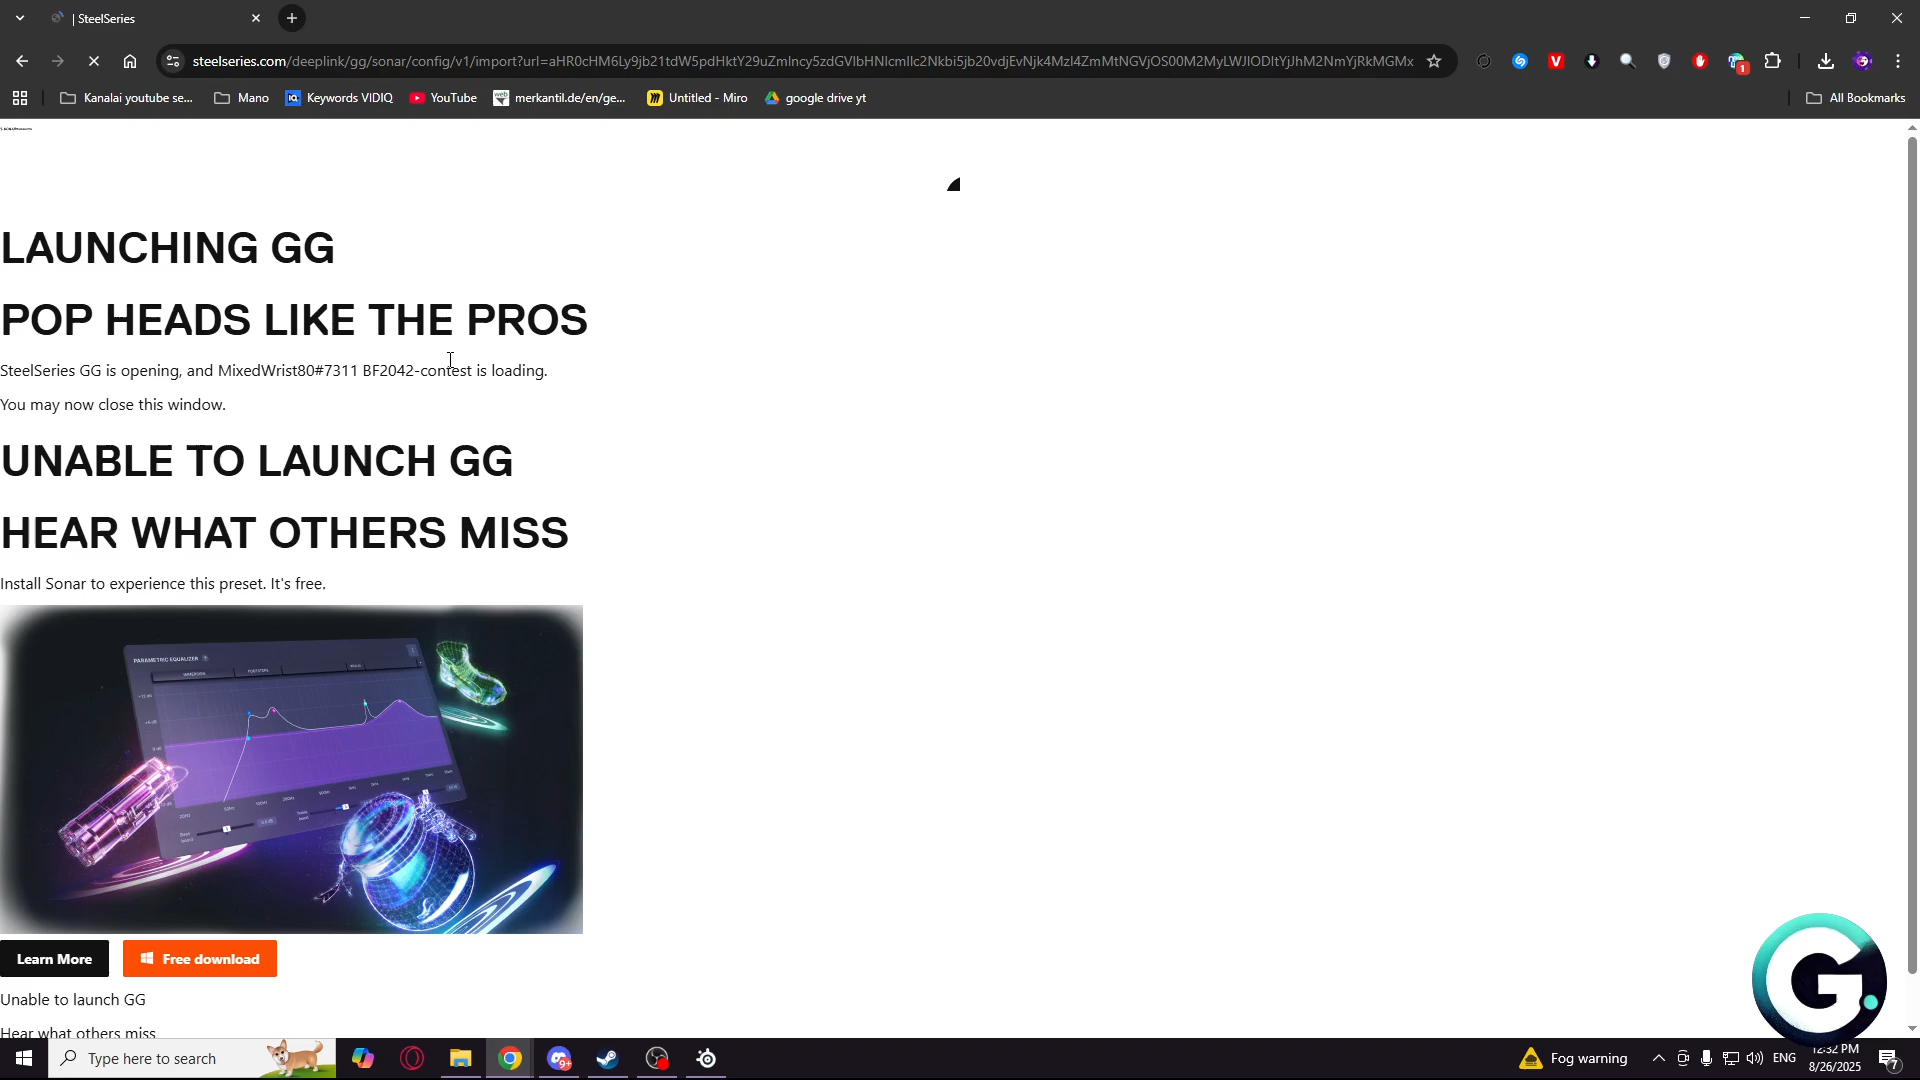 | SteelSeries
steelseries.com/deeplink/gg/sonar/config/v1/import?url=aHR0cHM6Ly9jb21tdW5pdHktY29uZmlncy5zdGVlbHNlcmllc2Nkbi5jb20vdjEvNjk4MzI4ZmMtNGVjOS00M2MyLWJlODltYjJhM2NmYjRkMGMx
1
Kanalai youtube se...
Mano
Keywords VIDIQ
YouTube
merkantil.de/en/ge...
Untitled - Miro
google drive yt
All Bookmarks
LAUNCHING GG
POP HEADS LIKE THE PROS
SteelSeries GG is opening, and MixedWrist80#7311 BF2042-contest is loading.
You may now close this window.
UNABLE TO LAUNCH GG
HEAR WHAT OTHERS MISS
Install Sonar to experience this preset. It's free.
PARAMETRIC EQUALIZER
Learn More
Free download
Unable to launch GG
Hear what others miss
G
Type here to search
9+
Fog warning
ENG
12:32 PM
8/26/2025
7